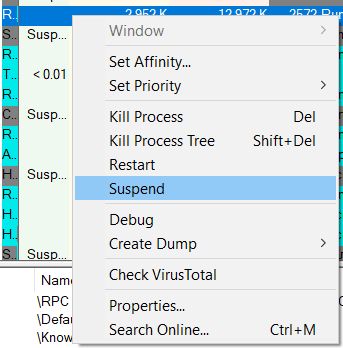 R... 2,952 K 12,972 K 2572 Run
S... Susp... Window
R...
R... Set Affinity...
T... < 0.01 Set Priority
R...
C... Susp... Kill Process Del
R... Kill Process Tree Shift+Del
A...
H... Susp... Restart
R... Suspend
H...
H... Debug
S... Susp... Create Dump
Name Check VirusTotal
\RPC Properties...
\Defau
\Know Search Online... Ctrl+M